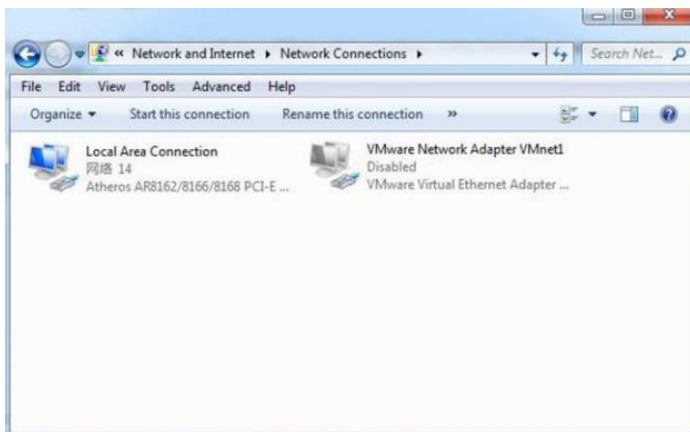 « Network and Internet ▸ Network Connections ▸ Search Net...
File Edit View Tools Advanced Help
Organize ▾ Start this connection Rename this connection »
Local Area Connection
网络 14
Atheros AR8162/8166/8168 PCI-E ...
VMware Network Adapter VMnet1
Disabled
VMware Virtual Ethernet Adapter ...